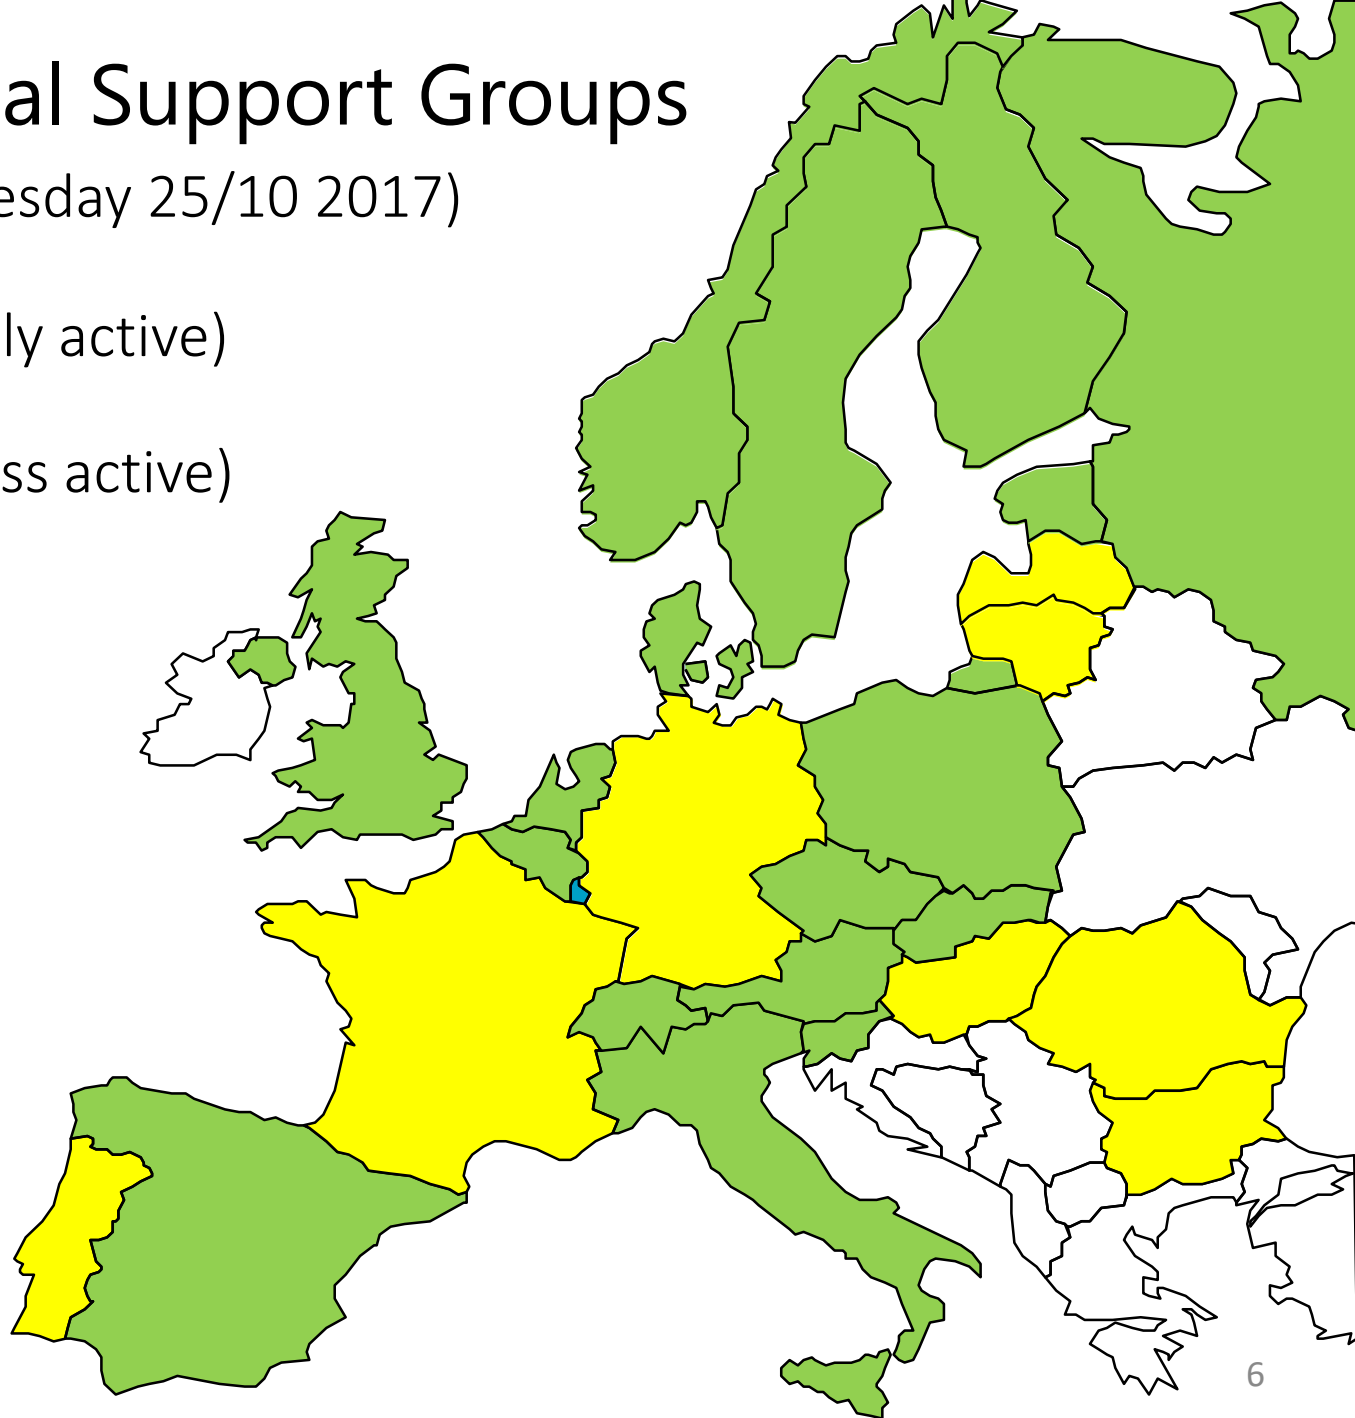 al Support Groups
esday 25/10 2017)
ly active)
ss active)
6